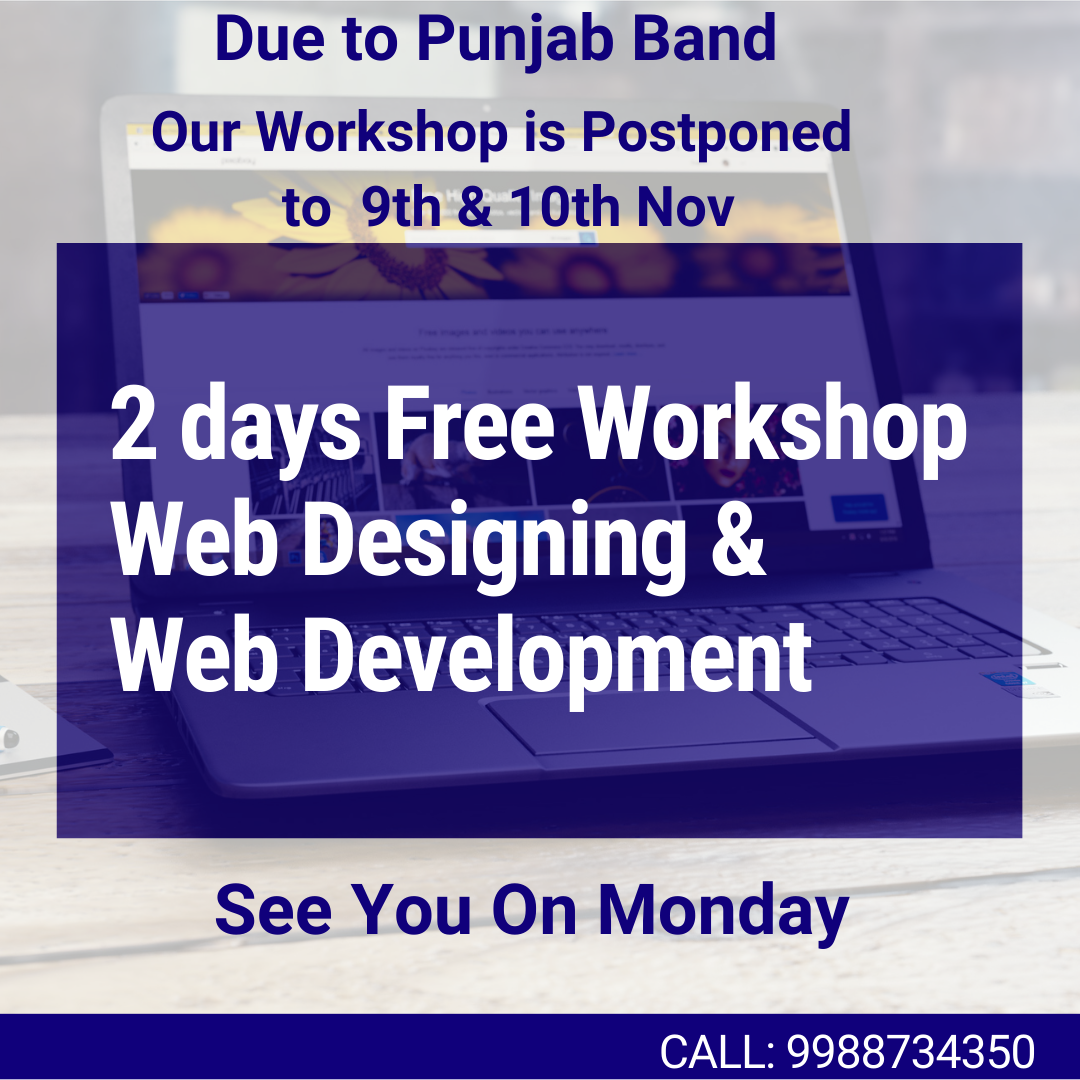 Due to Punjab Band
Our Workshop is Postponed
to 9th & 10th Nov
2 days Free Workshop
Web Designing &
Web Development
See You On Monday
CALL: 9988734350